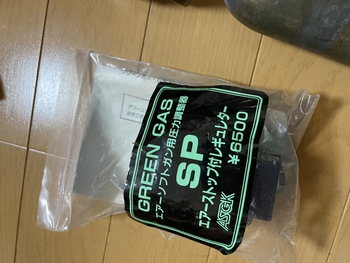 GREEN GAS
エアーソフトガン用圧力調整器
SP
エアーストップ付レギュレター
¥6500
ASGK